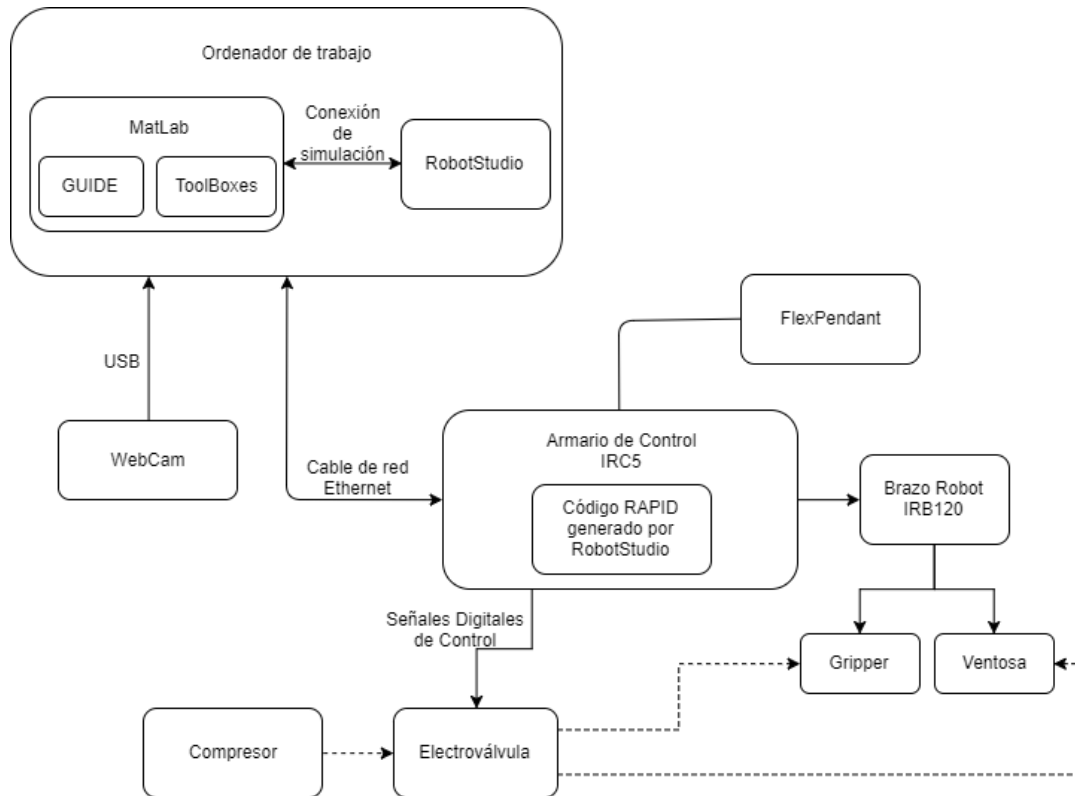 Ordenador de trabajo
MatLab
GUIDE
ToolBoxes
Conexión
de
simulación
RobotStudio
USB
WebCam
Cable de red
Ethernet
FlexPendant
Armario de Control
IRC5
Código RAPID
generado por
RobotStudio
Brazo Robot
IRB120
Señales Digitales
de Control
Gripper
Ventosa
Compresor
Electroválvula